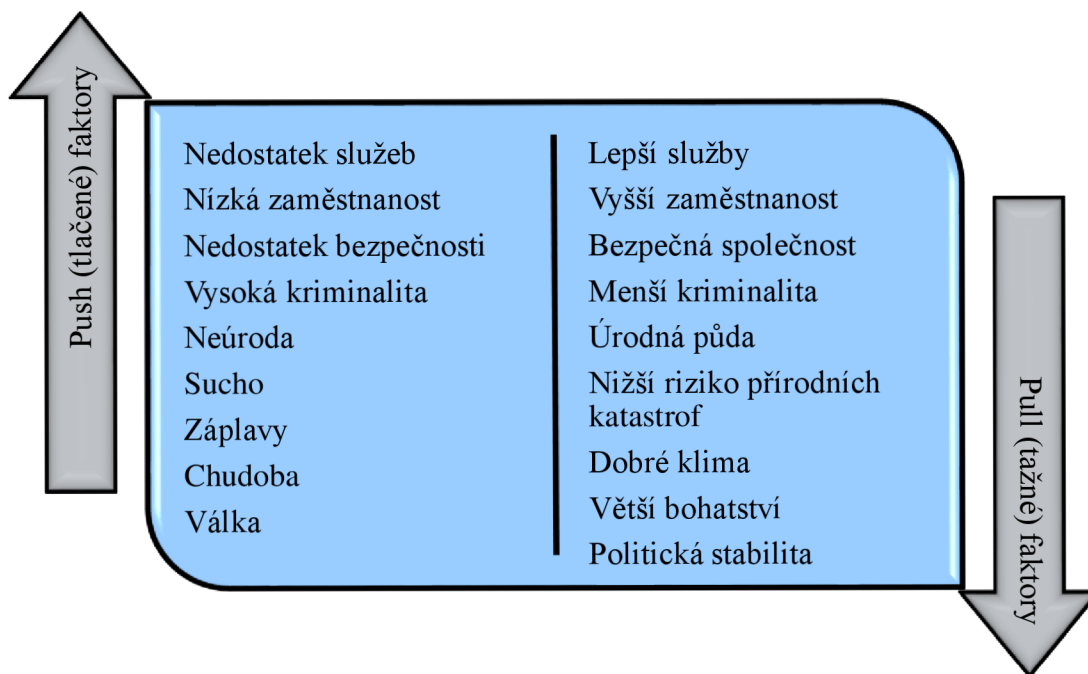 Push (tlačené) faktory
Nedostatek služeb
Nízká zaměstnanost
Nedostatek bezpečnosti
Vysoká kriminalita
Neúroda
Sucho
Záplavy
Chudoba
Válka
Lepší služby
Vyšší zaměstnanost
Bezpečná společnost
Menší kriminalita
Úrodná půda
Nižší riziko přírodních
katastrof
Dobré klima
Větší bohatství
Politická stabilita
Pull (tažné) faktory